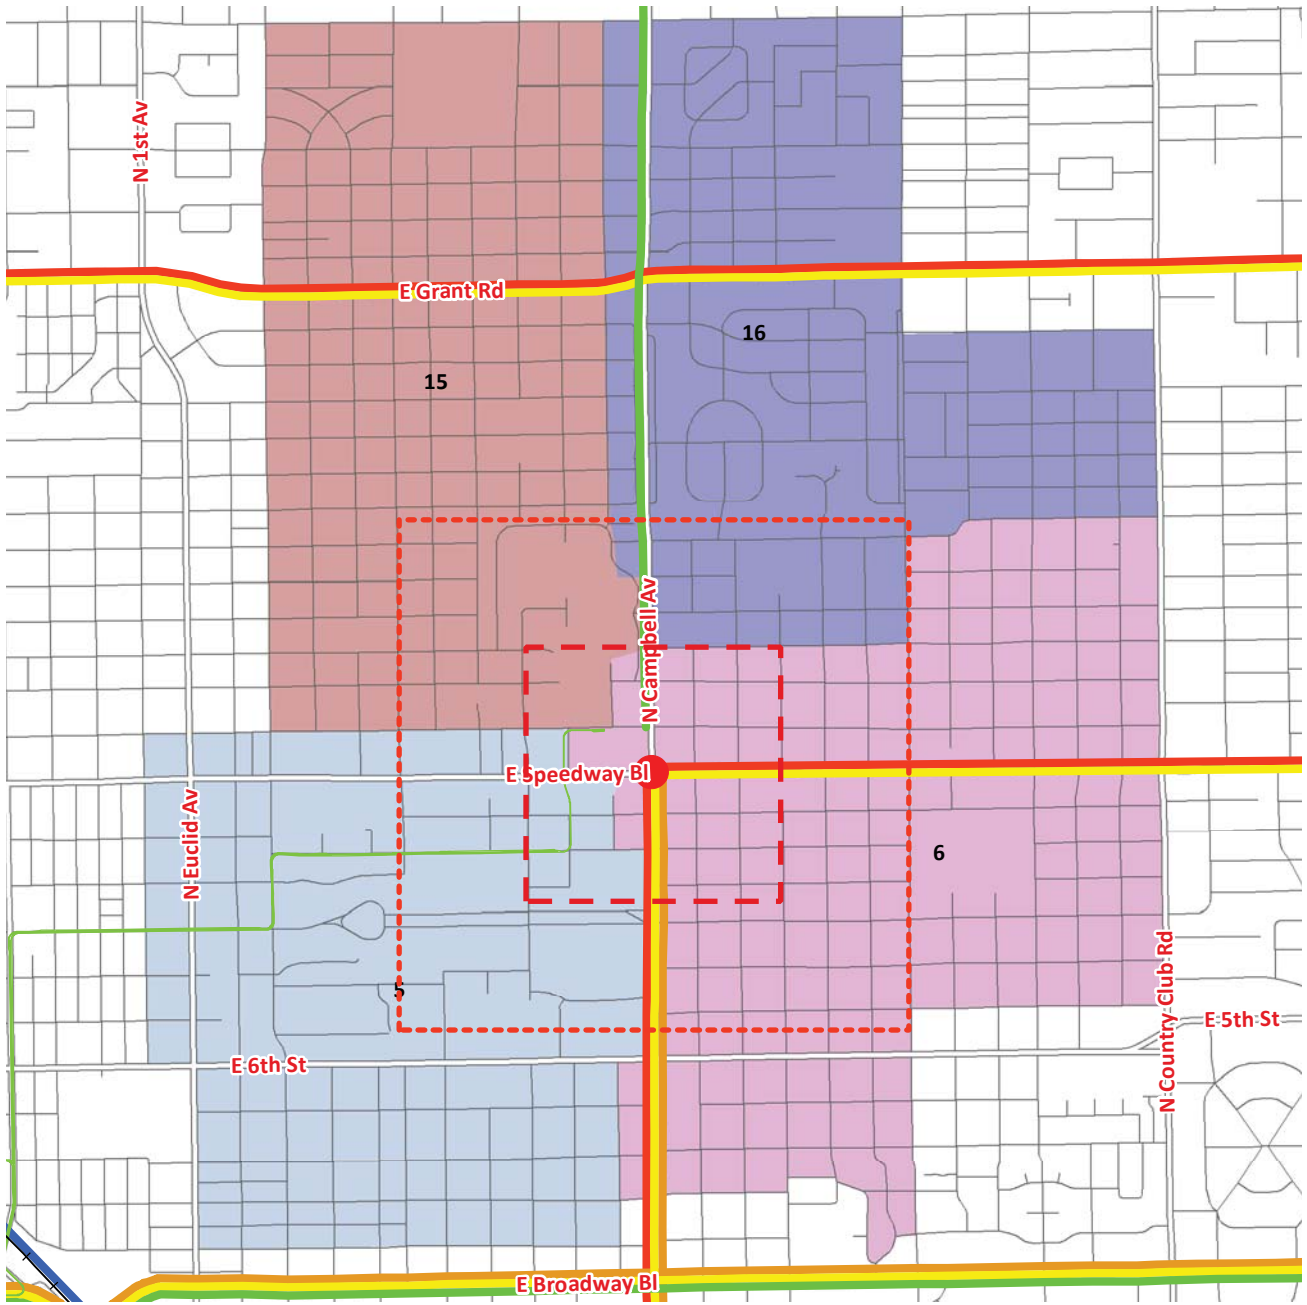 N 1st Av
E Grant Rd
16
15
N Campbell Av
E Speedway Bl
N Euclid Av
6
5
N Country Club Rd
E 5th St
E 6th St
E Broadway Bl